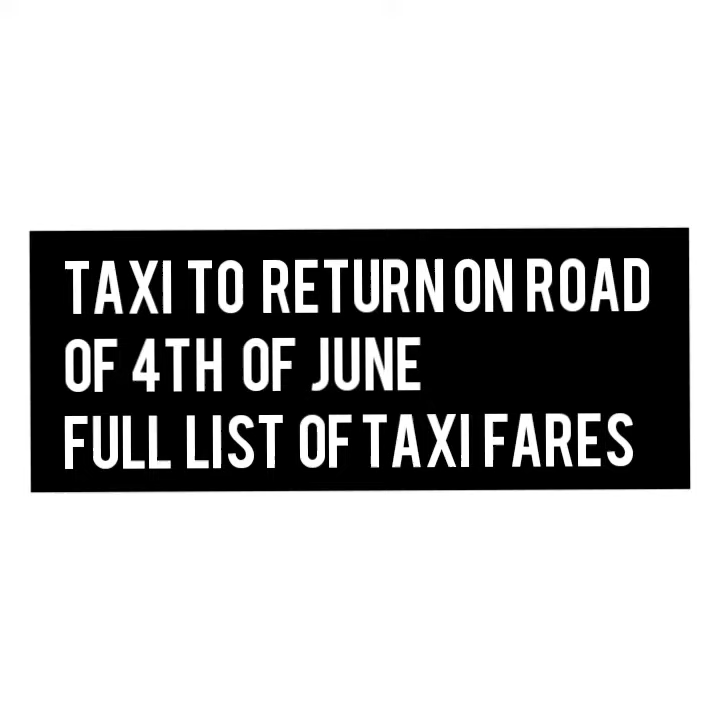 TAXI TO RETURN ON ROAD
OF 4TH OF JUNE
FULL LIST OF TAXI FARES